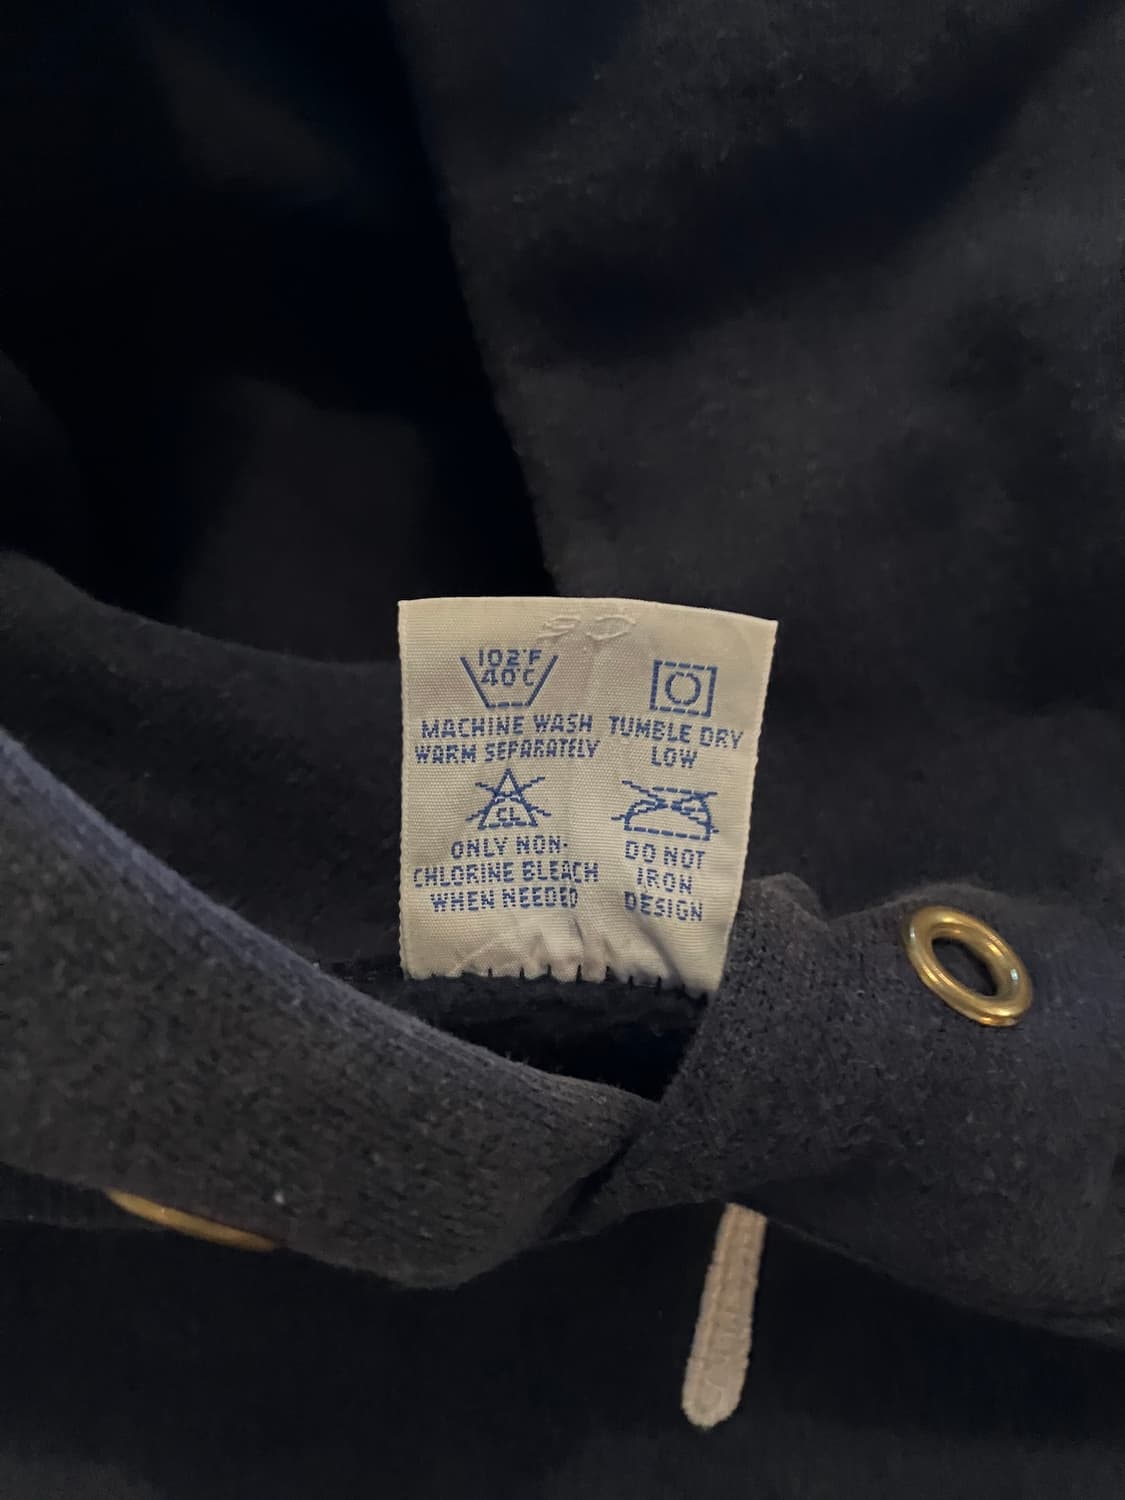 102°F
40°C
MACHINE WASH
WARM SEPARATELY
CL
ONLY NON-
CHLORINE BLEACH
WHEN NEEDED
TUMBLE DRY
LOW
DO NOT
IRON
DESIGN